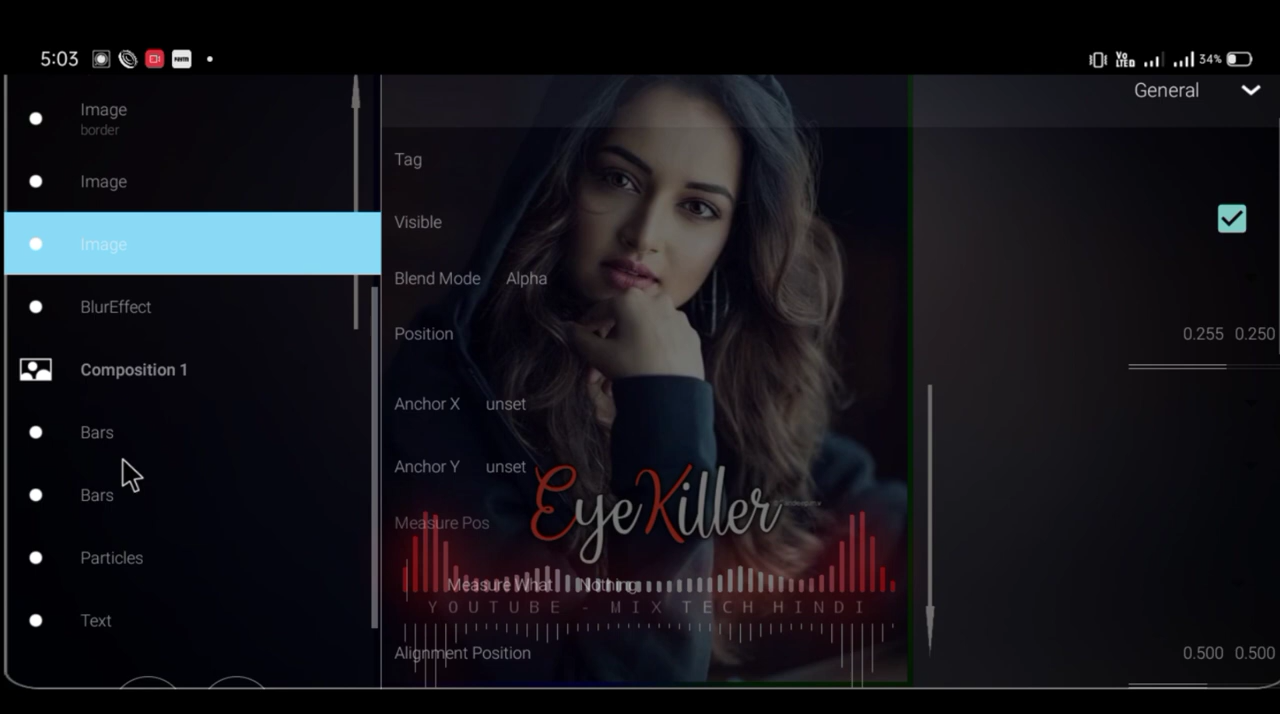 5:03
Vo LTED
34%
General
Image
border
Image
Image
BlurEffect
Composition 1
Bars
Bars
Particles
Text
Tag
Visible
Blend Mode Alpha
Position 0.255 0.250
Anchor X unset
Anchor Y unset
Measure Pos
Measure What Nothing
Alignment Position 0.500 0.500
EyeKiller
YOUTUBE - MIX TECH HINDI